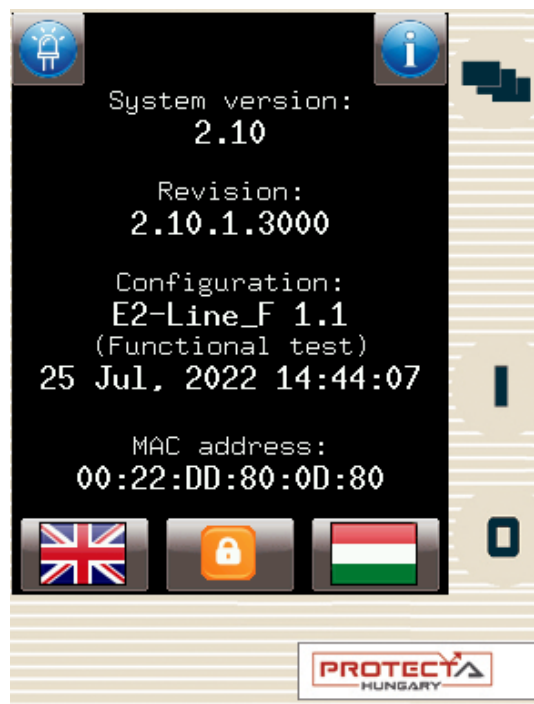 System version:
2.10
Revision:
2.10.1.3000
Configuration:
E2-Line_F 1.1
(Functional test)
25 Jul, 2022 14:44:07
MAC address:
00:22:DD:80:0D:80
PROTECTA
HUNGARY